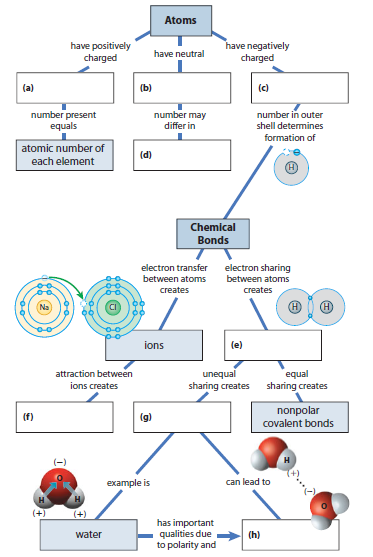 Atoms
have positively
charged
have neutral
have negatively
charged
(a)
(b)
(c)
number present
equals
number may
differ in
number in outer
shell determines
formation of
atomic number of
each element
(d)
H
Chemical
Bonds
electron transfer
between atoms
creates
electron sharing
between atoms
creates
Na
Cl
H
H
ions
(e)
attraction between
ions creates
unequal
sharing creates
equal
sharing creates
(f)
(g)
nonpolar
covalent bonds
(−)
O
H
H
(+)
(+)
example is
can lead to
H
(+)
(−)
O
water
has important
qualities due
to polarity and
(h)